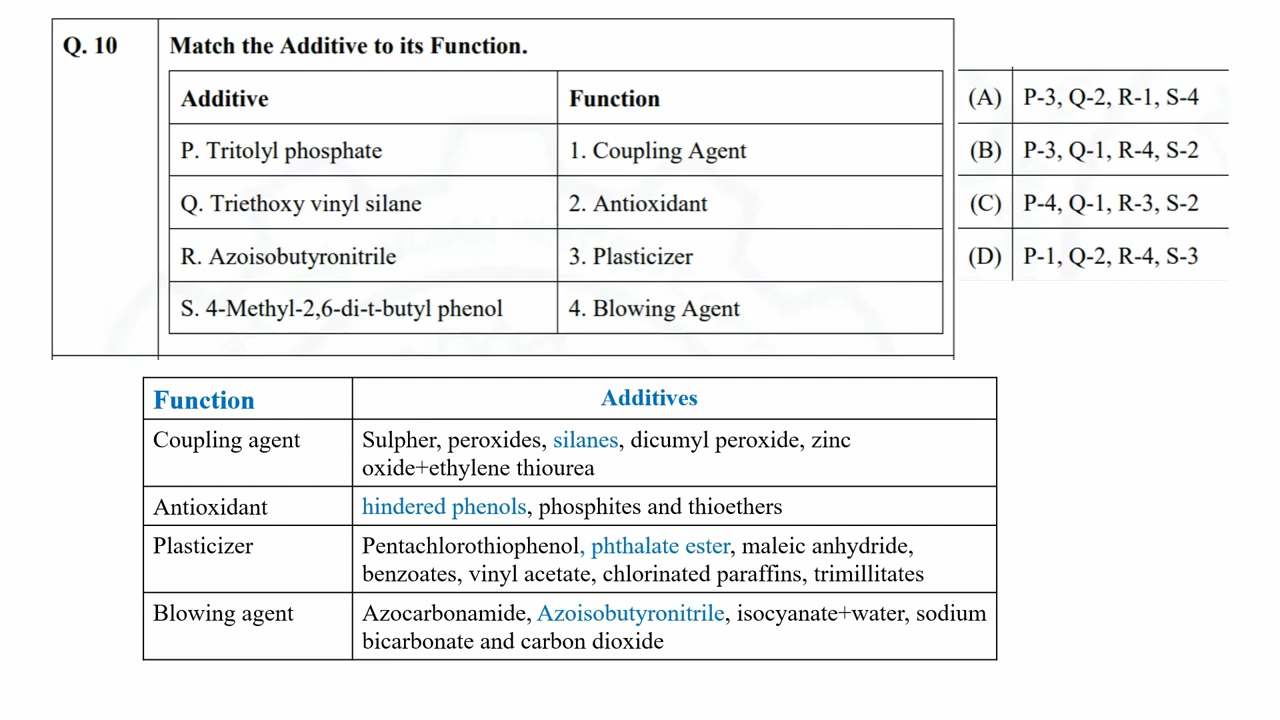 Q. 10 Match the Additive to its Function.
Additive Function
P. Tritolyl phosphate 1. Coupling Agent
Q. Triethoxy vinyl silane 2. Antioxidant
R. Azoisobutyronitrile 3. Plasticizer
S. 4-Methyl-2,6-di-t-butyl phenol 4. Blowing Agent
(A) P-3, Q-2, R-1, S-4
(B) P-3, Q-1, R-4, S-2
(C) P-4, Q-1, R-3, S-2
(D) P-1, Q-2, R-4, S-3
Function Additives
Coupling agent Sulpher, peroxides, silanes, dicumyl peroxide, zinc
oxide+ethylene thiourea
Antioxidant hindered phenols, phosphites and thioethers
Plasticizer Pentachlorothiophenol, phthalate ester, maleic anhydride,
benzoates, vinyl acetate, chlorinated paraffins, trimillitates
Blowing agent Azocarbonamide, Azoisobutyronitrile, isocyanate+water, sodium
bicarbonate and carbon dioxide